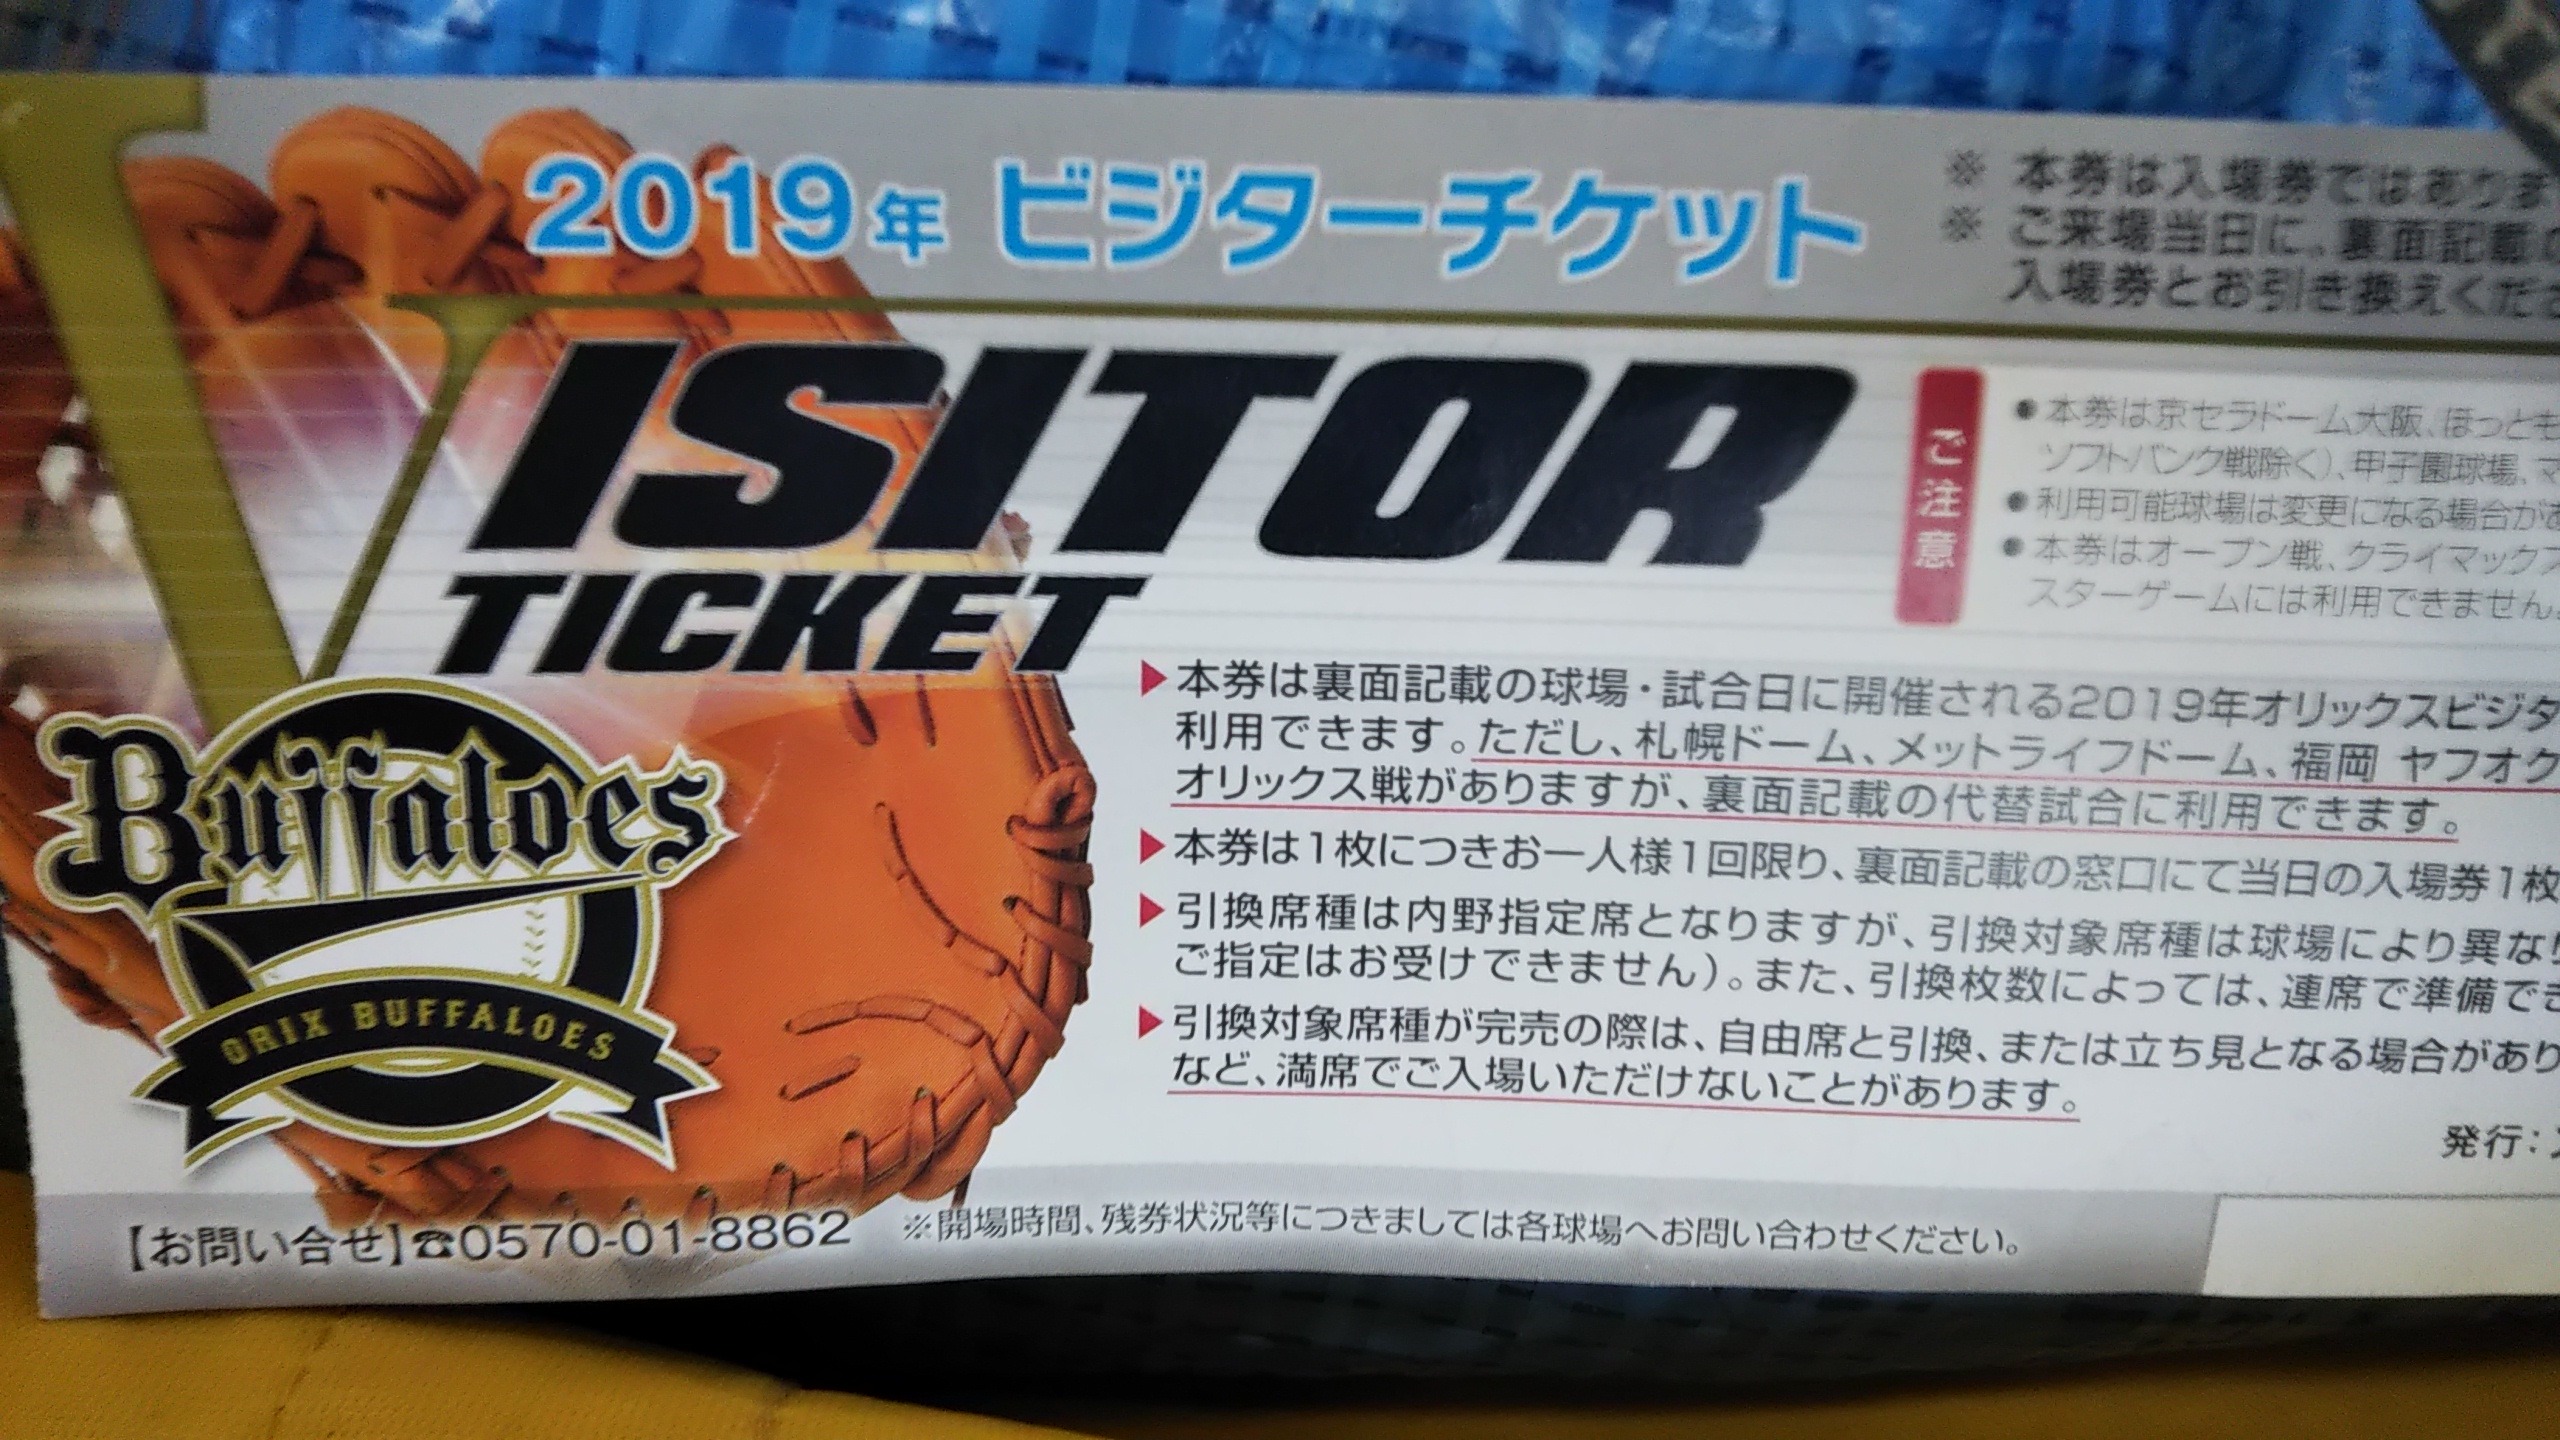 2019年 ビジターチケット
※ 本券は入場券ではありま
※ ご来場当日に、裏面記載の
入場券とお引き換えくださ
VISITOR
TICKET
ご注意
● 本券は京セラドーム大阪、ほっとも
ソフトバンク戦除く)、甲子園球場、マ
● 利用可能球場は変更になる場合があ
● 本券はオープン戦、クライマックス
スターゲームには利用できません。
▶本券は裏面記載の球場・試合日に開催される2019年オリックスビジタ
利用できます。ただし、札幌ドーム、メットライフドーム、福岡 ヤフオク
オリックス戦がありますが、裏面記載の代替試合に利用できます。
▶本券は1枚につきお一人様1回限り、裏面記載の窓口にて当日の入場券1枚
▶引換席種は内野指定席となりますが、引換対象席種は球場により異なり
ご指定はお受けできません)。また、引換枚数によっては、連席で準備でき
▶引換対象席種が完売の際は、自由席と引換、または立ち見となる場合があり
など、満席でご入場いただけないことがあります。
Buffaloes
ORIX BUFFALOES
発行:
【お問い合せ】☎0570-01-8862 ※開場時間、残券状況等につきましては各球場へお問い合わせください。